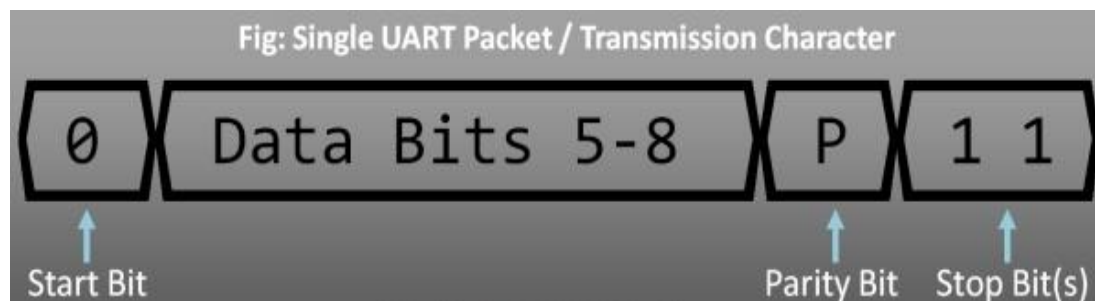 Fig: Single UART Packet / Transmission Character
0 Data Bits 5-8 P 1 1
Start Bit Parity Bit Stop Bit(s)